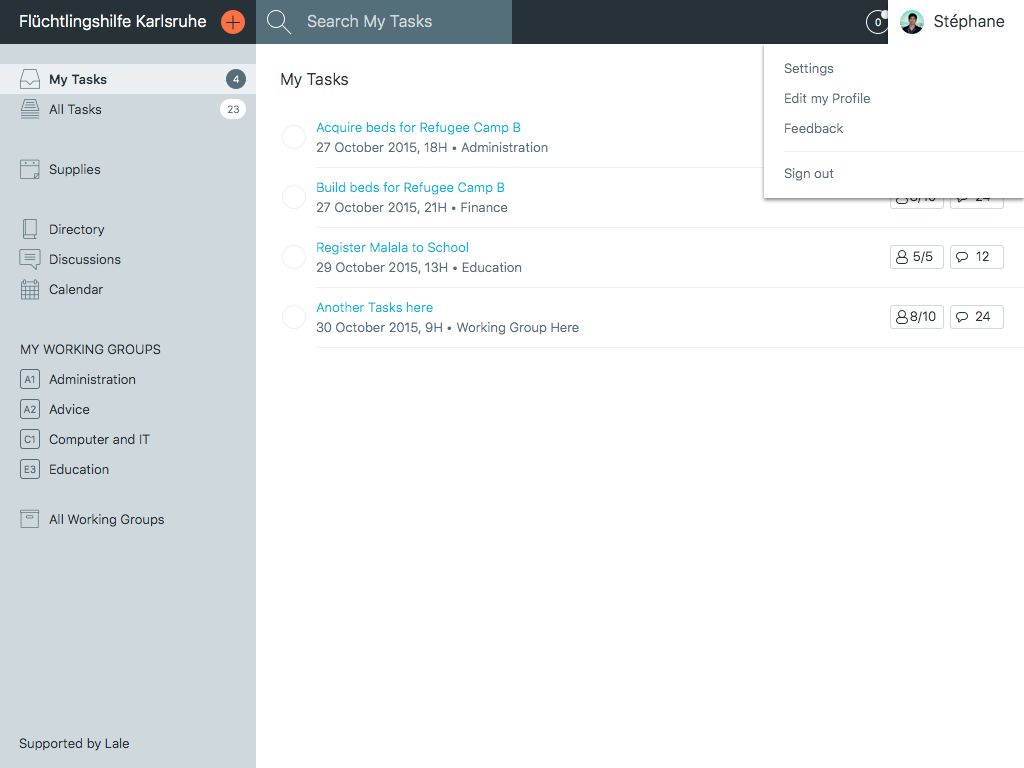 Flüchtlingshilfe Karlsruhe
Search My Tasks
0
Stéphane
Settings
Edit my Profile
Feedback
Sign out
My Tasks 4
All Tasks 23
Supplies
Directory
Discussions
Calendar
MY WORKING GROUPS
A1 Administration
A2 Advice
C1 Computer and IT
E3 Education
All Working Groups
Supported by Lale
My Tasks
Acquire beds for Refugee Camp B
27 October 2015, 18H • Administration
Build beds for Refugee Camp B
27 October 2015, 21H • Finance
Register Malala to School
29 October 2015, 13H • Education
5/5 12
Another Tasks here
30 October 2015, 9H • Working Group Here
8/10 24